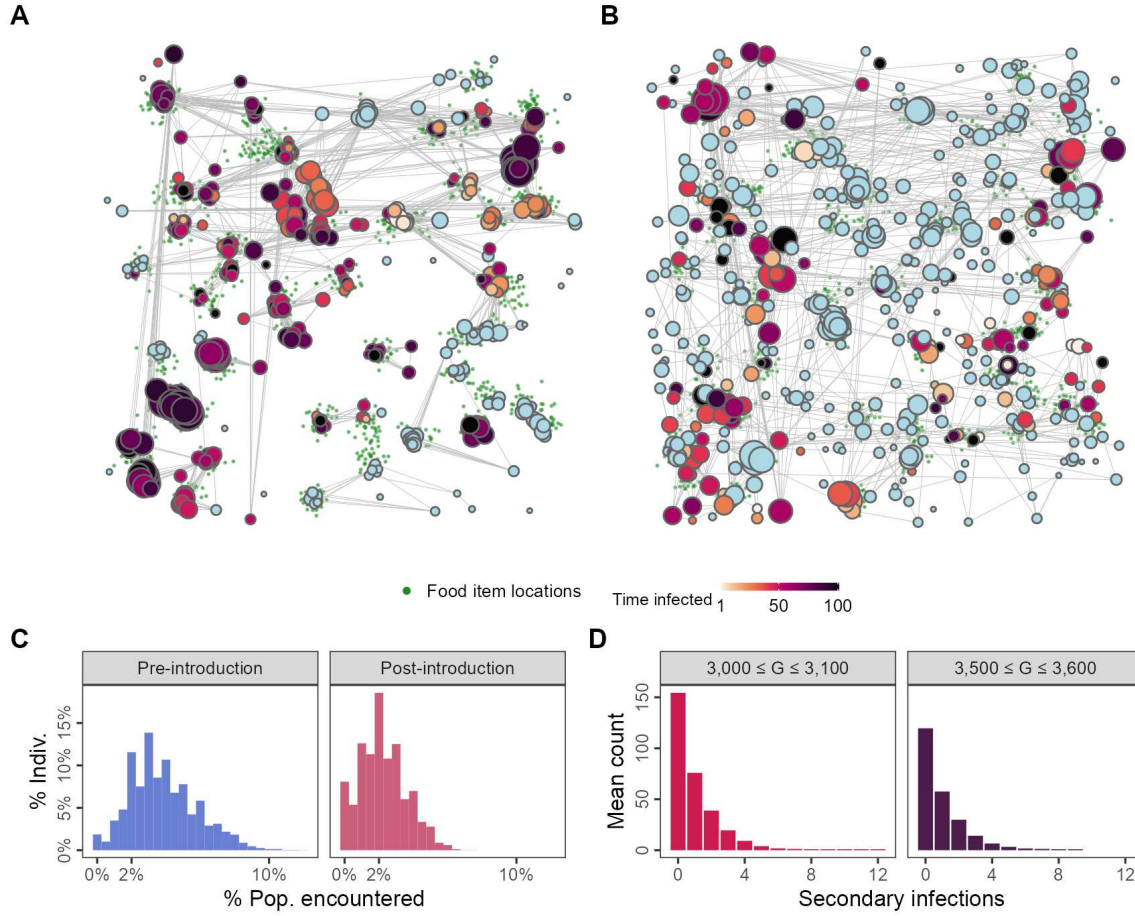 A
B
Food item locations
Time infected
1 50 100
C
D
Pre-introduction
Post-introduction
3,000 ≤ G ≤ 3,100
3,500 ≤ G ≤ 3,600
% Indiv.
15%
10%
5%
0%
0% 2% 10%
0% 2% 10%
% Pop. encountered
Mean count
150
100
50
0
0 4 8 12
0 4 8 12
Secondary infections